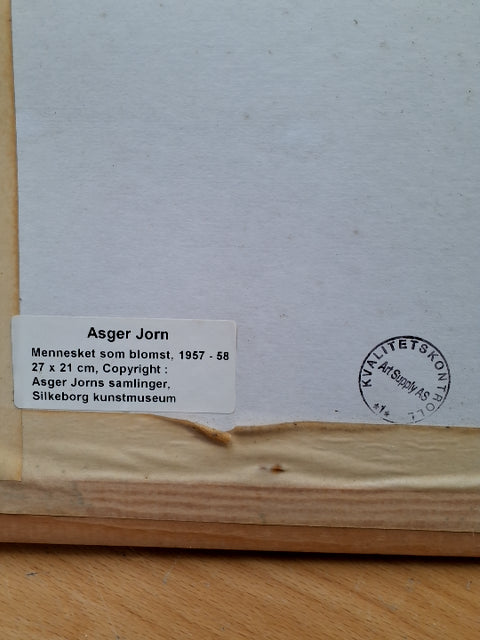 Asger Jorn
Mennesket som blomst, 1957 - 58
27 x 21 cm, Copyright :
Asger Jorns samlinger,
Silkeborg kunstmuseum
KVALITETSKONTROLL
Art Supply AS
*1*